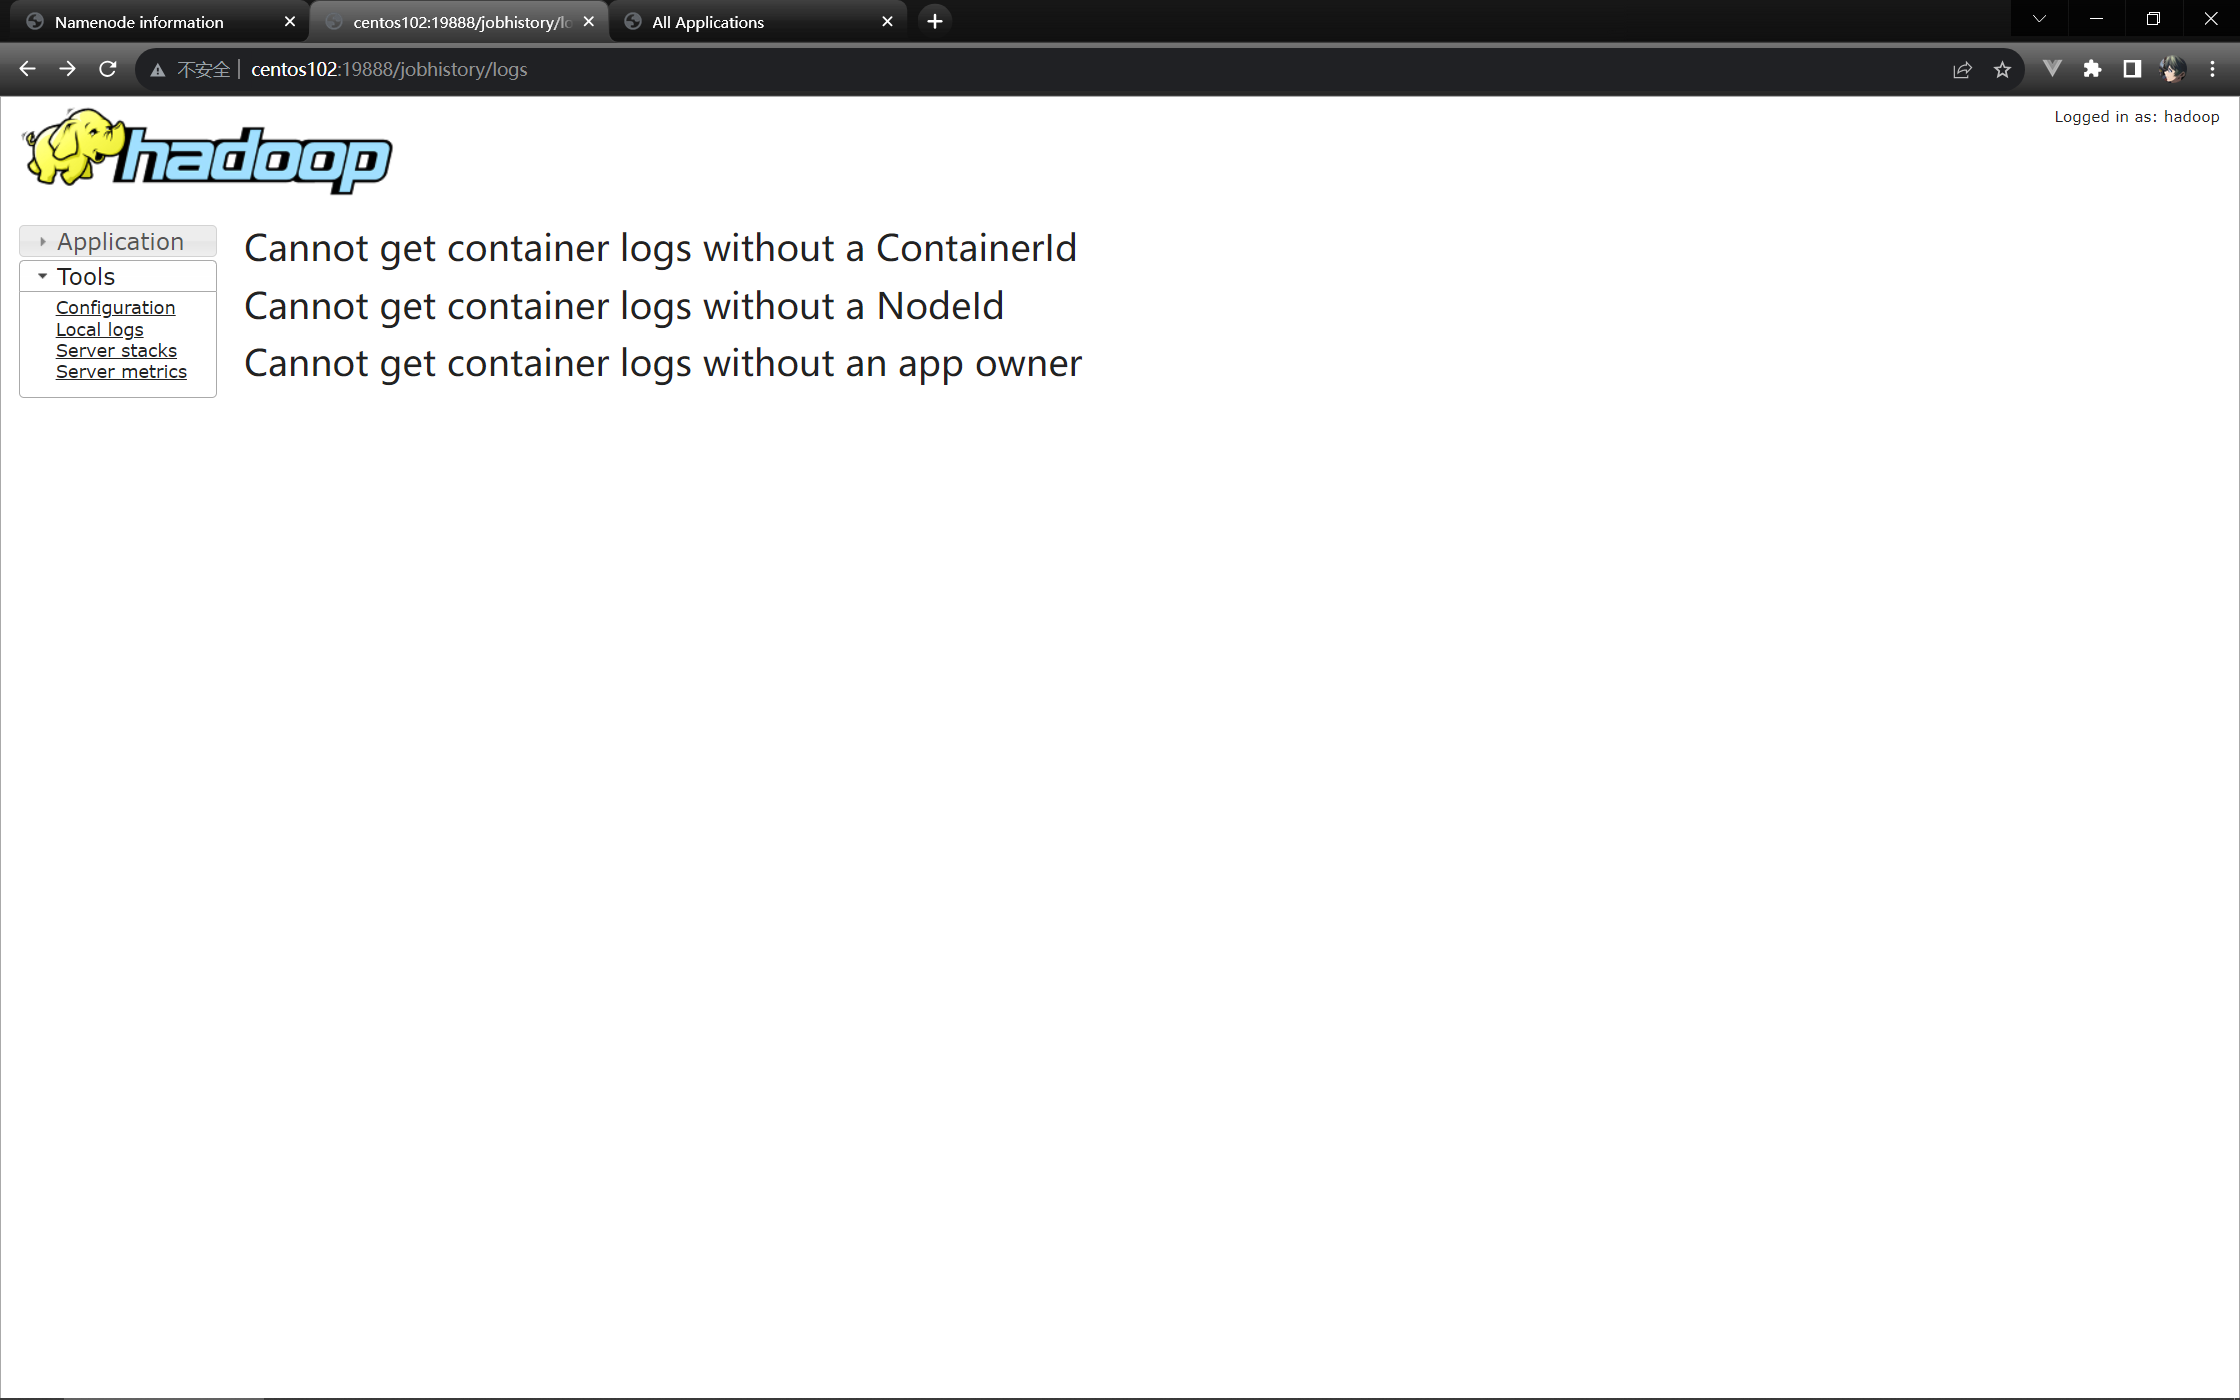 Namenode information
centos102:19888/jobhistory/lo
All Applications
不安全
centos102:19888/jobhistory/logs
Logged in as: hadoop
hadoop
Application
Tools
Configuration
Local logs
Server stacks
Server metrics
Cannot get container logs without a ContainerId
Cannot get container logs without a NodeId
Cannot get container logs without an app owner